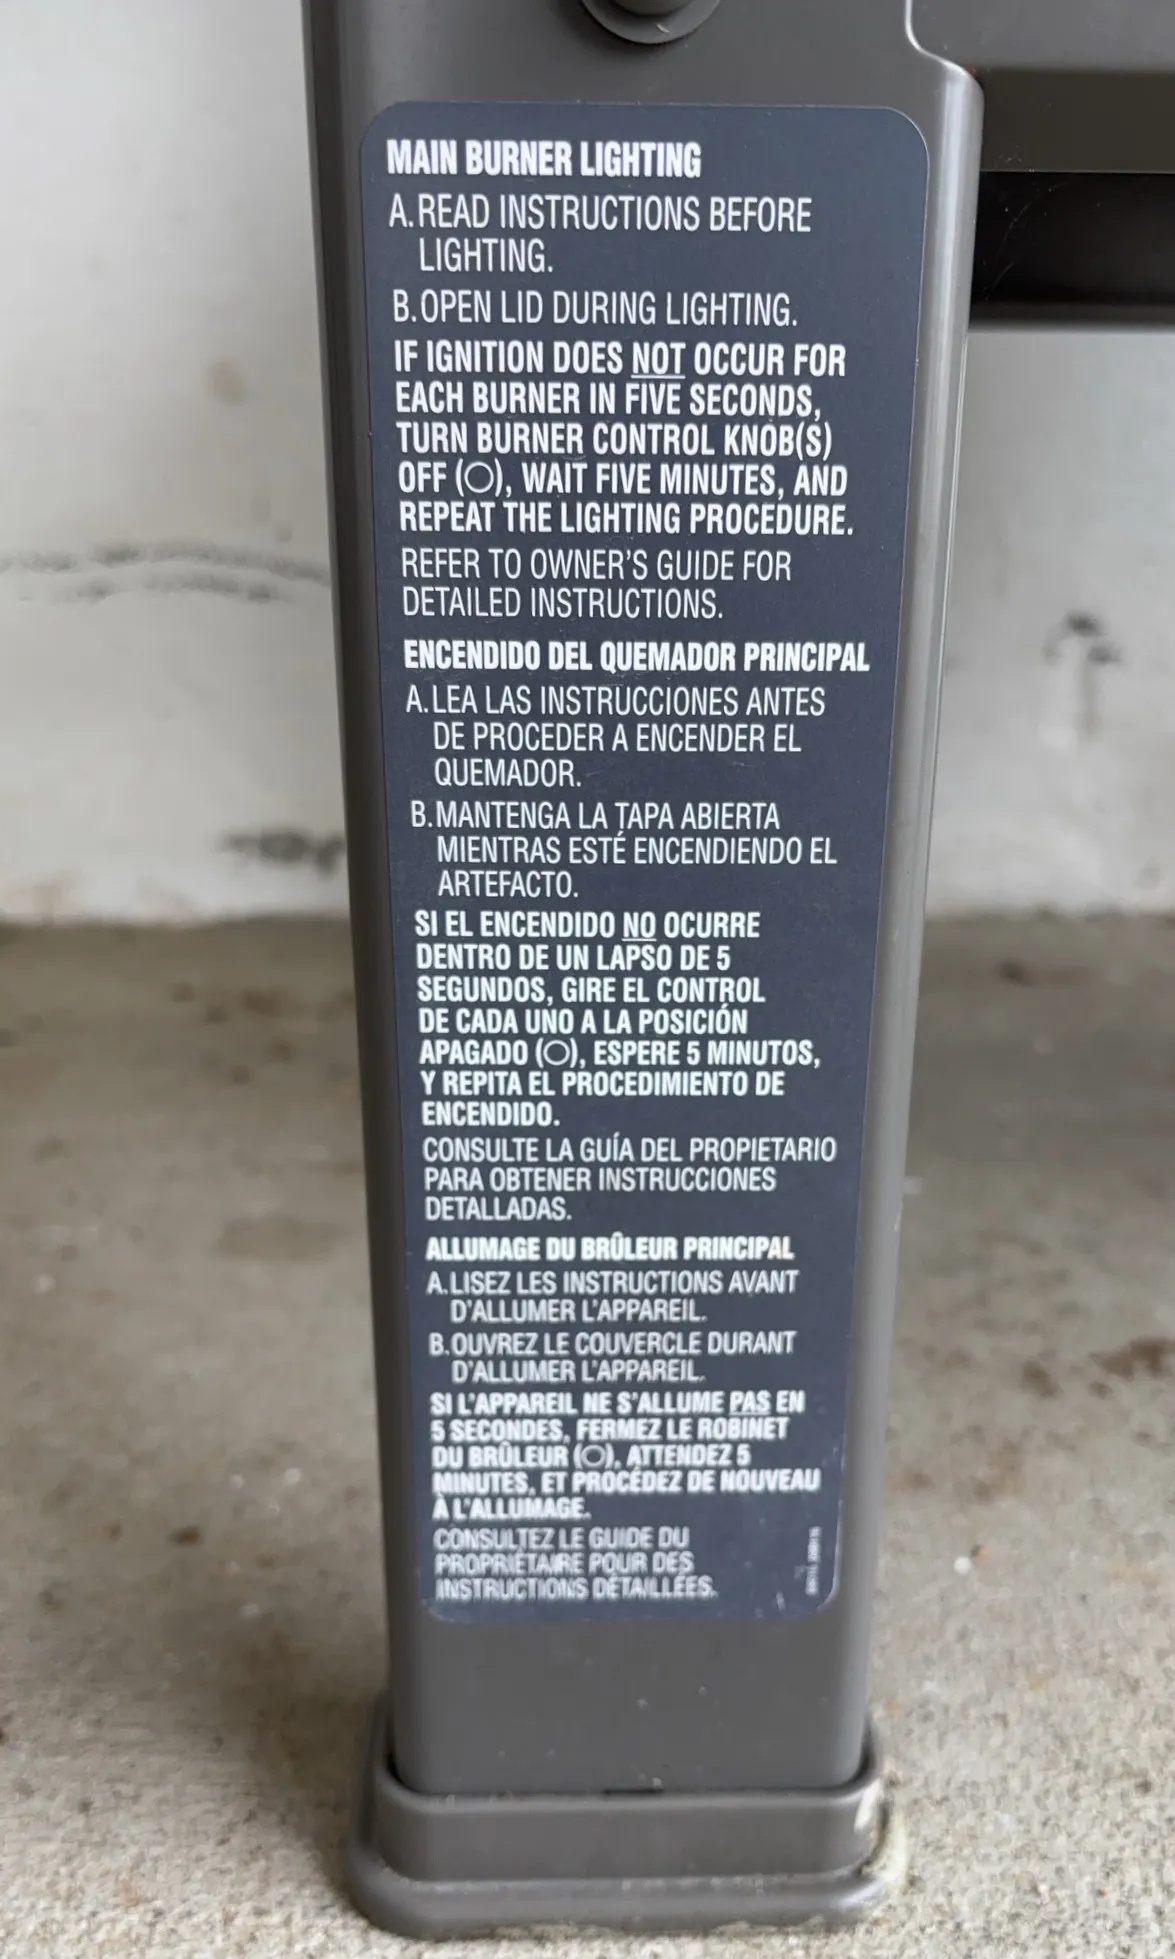 MAIN BURNER LIGHTING
A. READ INSTRUCTIONS BEFORE
LIGHTING.
B. OPEN LID DURING LIGHTING.
IF IGNITION DOES NOT OCCUR FOR
EACH BURNER IN FIVE SECONDS,
TURN BURNER CONTROL KNOB(S)
OFF (○), WAIT FIVE MINUTES, AND
REPEAT THE LIGHTING PROCEDURE.
REFER TO OWNER'S GUIDE FOR
DETAILED INSTRUCTIONS.
ENCENDIDO DEL QUEMADOR PRINCIPAL
A. LEA LAS INSTRUCCIONES ANTES
DE PROCEDER A ENCENDER EL
QUEMADOR.
B. MANTENGA LA TAPA ABIERTA
MIENTRAS ESTÉ ENCENDIENDO EL
ARTEFACTO.
SI EL ENCENDIDO NO OCURRE
DENTRO DE UN LAPSO DE 5
SEGUNDOS, GIRE EL CONTROL
DE CADA UNO A LA POSICIÓN
APAGADO (○), ESPERE 5 MINUTOS,
Y REPITA EL PROCEDIMIENTO DE
ENCENDIDO.
CONSULTE LA GUÍA DEL PROPIETARIO
PARA OBTENER INSTRUCCIONES
DETALLADAS.
ALLUMAGE DU BRÛLEUR PRINCIPAL
A. LISEZ LES INSTRUCTIONS AVANT
D'ALLUMER L'APPAREIL.
B. OUVREZ LE COUVERCLE DURANT
D'ALLUMER L'APPAREIL.
SI L'APPAREIL NE S'ALLUME PAS EN
5 SECONDES, FERMEZ LE ROBINET
DU BRÛLEUR (○), ATTENDEZ 5
MINUTES, ET PROCÉDEZ DE NOUVEAU
À L'ALLUMAGE.
CONSULTEZ LE GUIDE DU
PROPRIÉTAIRE POUR DES
INSTRUCTIONS DÉTAILLÉES.